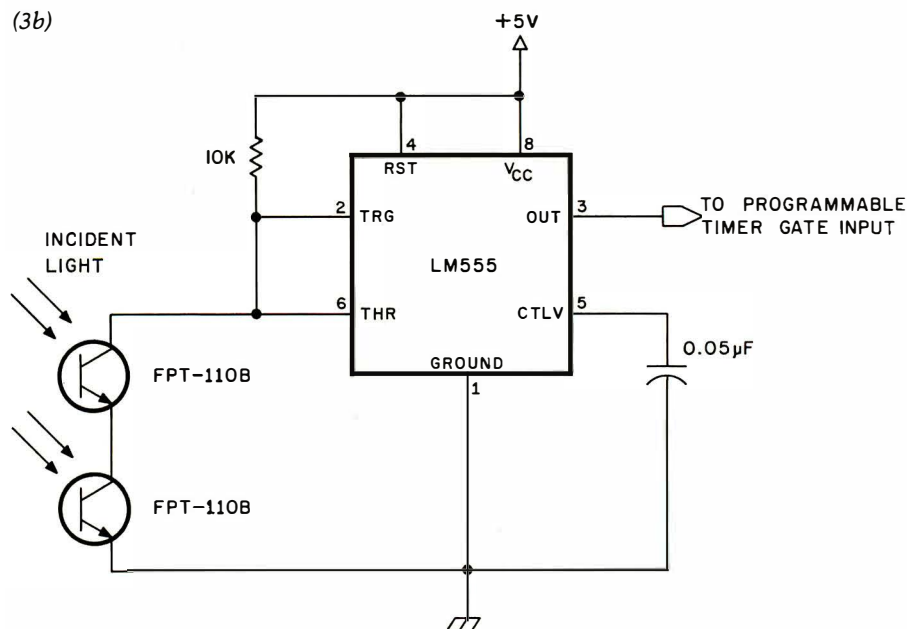 (3b)
+5V
10K
4
8
RST
VCC
2
TRG
OUT
3
TO PROGRAMMABLE
TIMER GATE INPUT
INCIDENT
LIGHT
LM555
6
THR
CTLV
5
0.05µF
GROUND
1
FPT-110B
FPT-110B